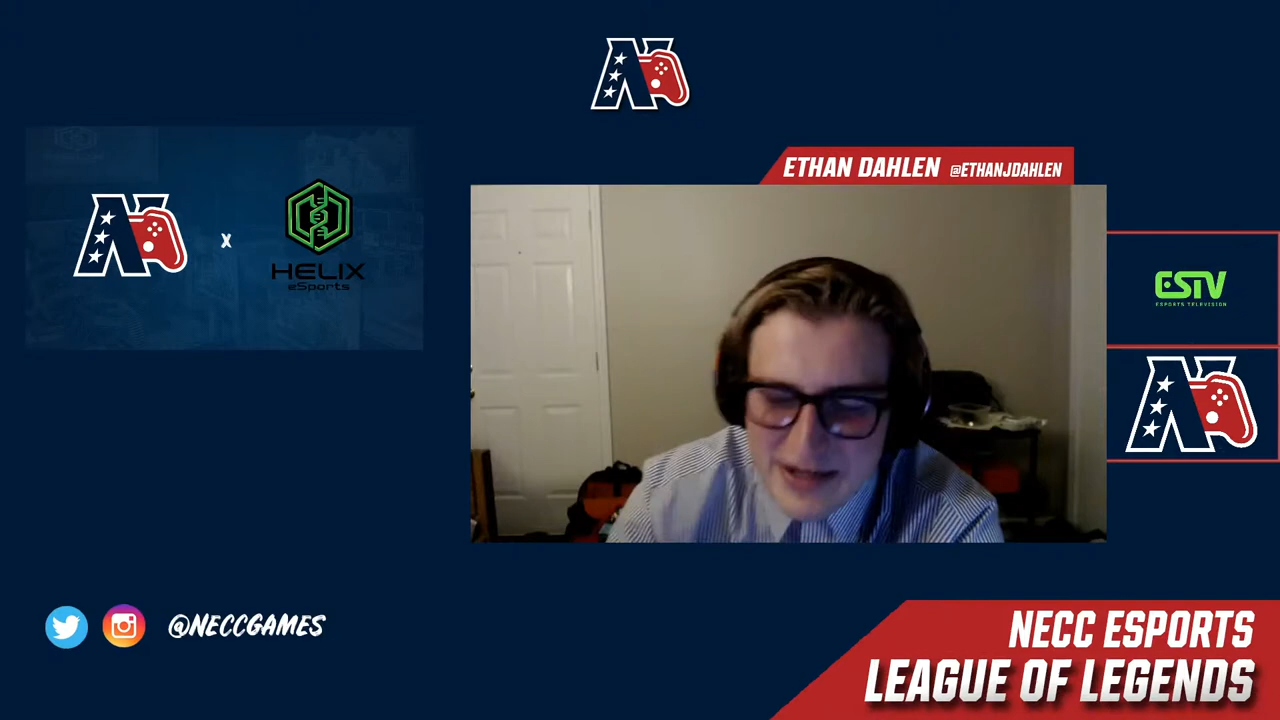 ETHAN DAHLEN @ETHANJDAHLEN
X
HELIX
eSports
ESTV
ESPORTS TELEVISION
@NECCGAMES
NECC ESPORTS
LEAGUE OF LEGENDS